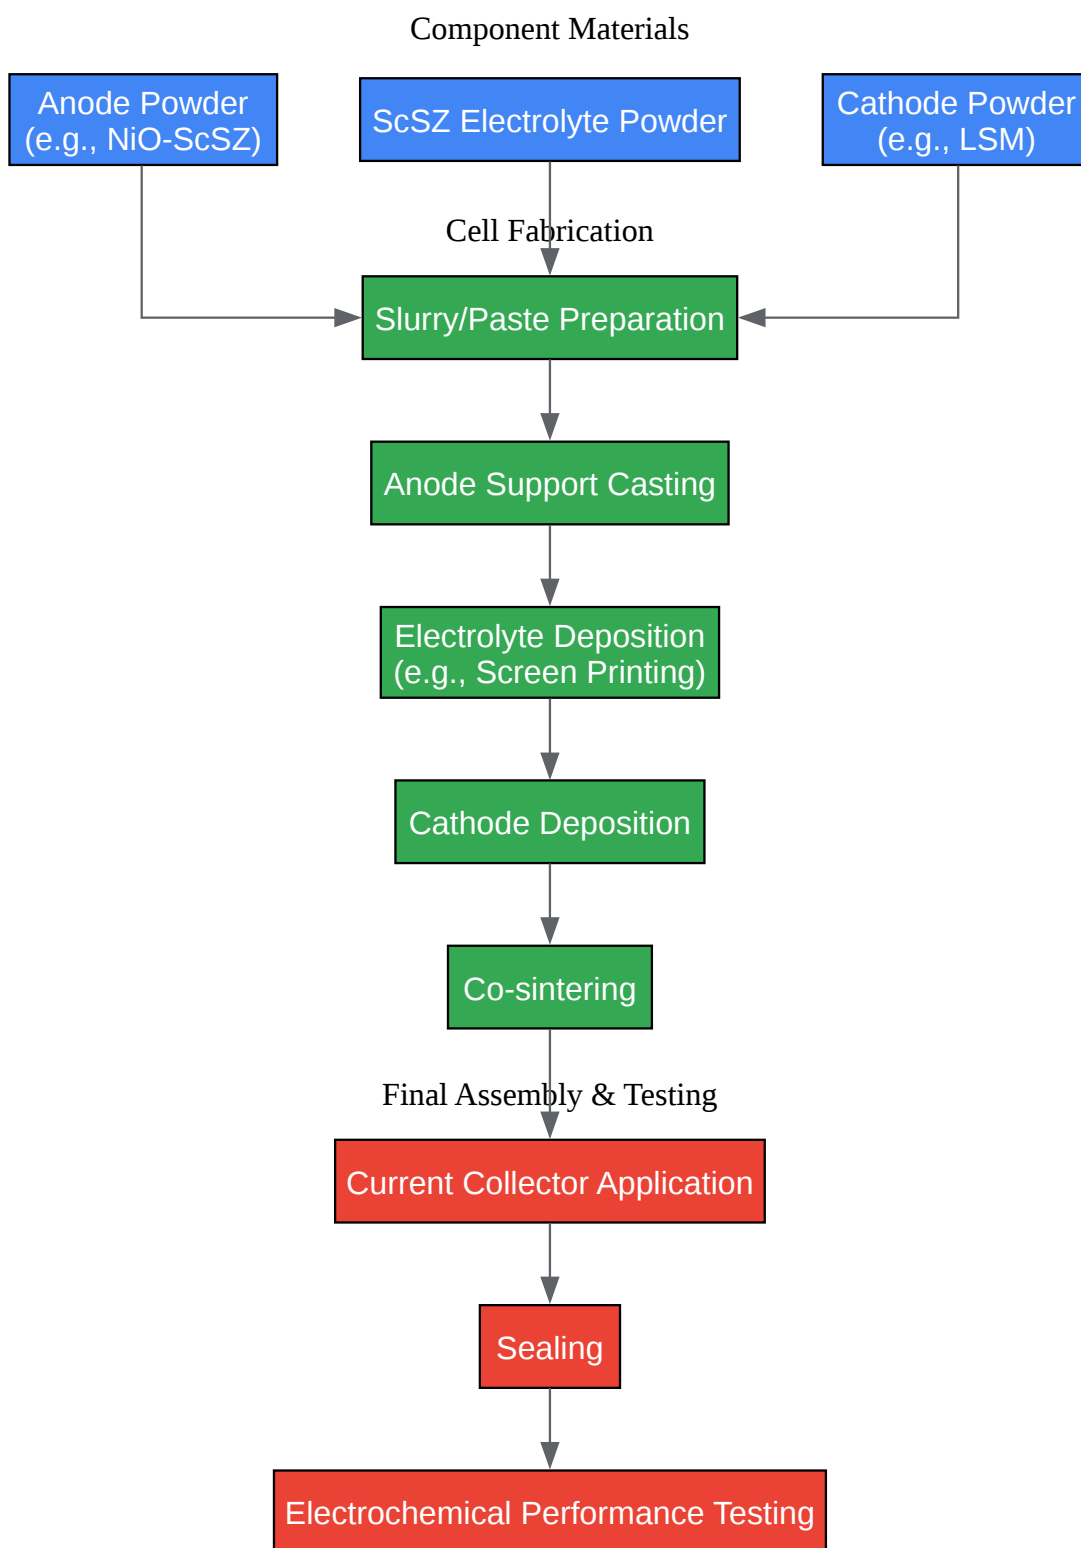 Component Materials
Anode Powder
(e.g., NiO-ScSZ)
ScSZ Electrolyte Powder
Cathode Powder
(e.g., LSM)
Cell Fabrication
Slurry/Paste Preparation
Anode Support Casting
Electrolyte Deposition
(e.g., Screen Printing)
Cathode Deposition
Co-sintering
Final Assembly & Testing
Current Collector Application
Sealing
Electrochemical Performance Testing